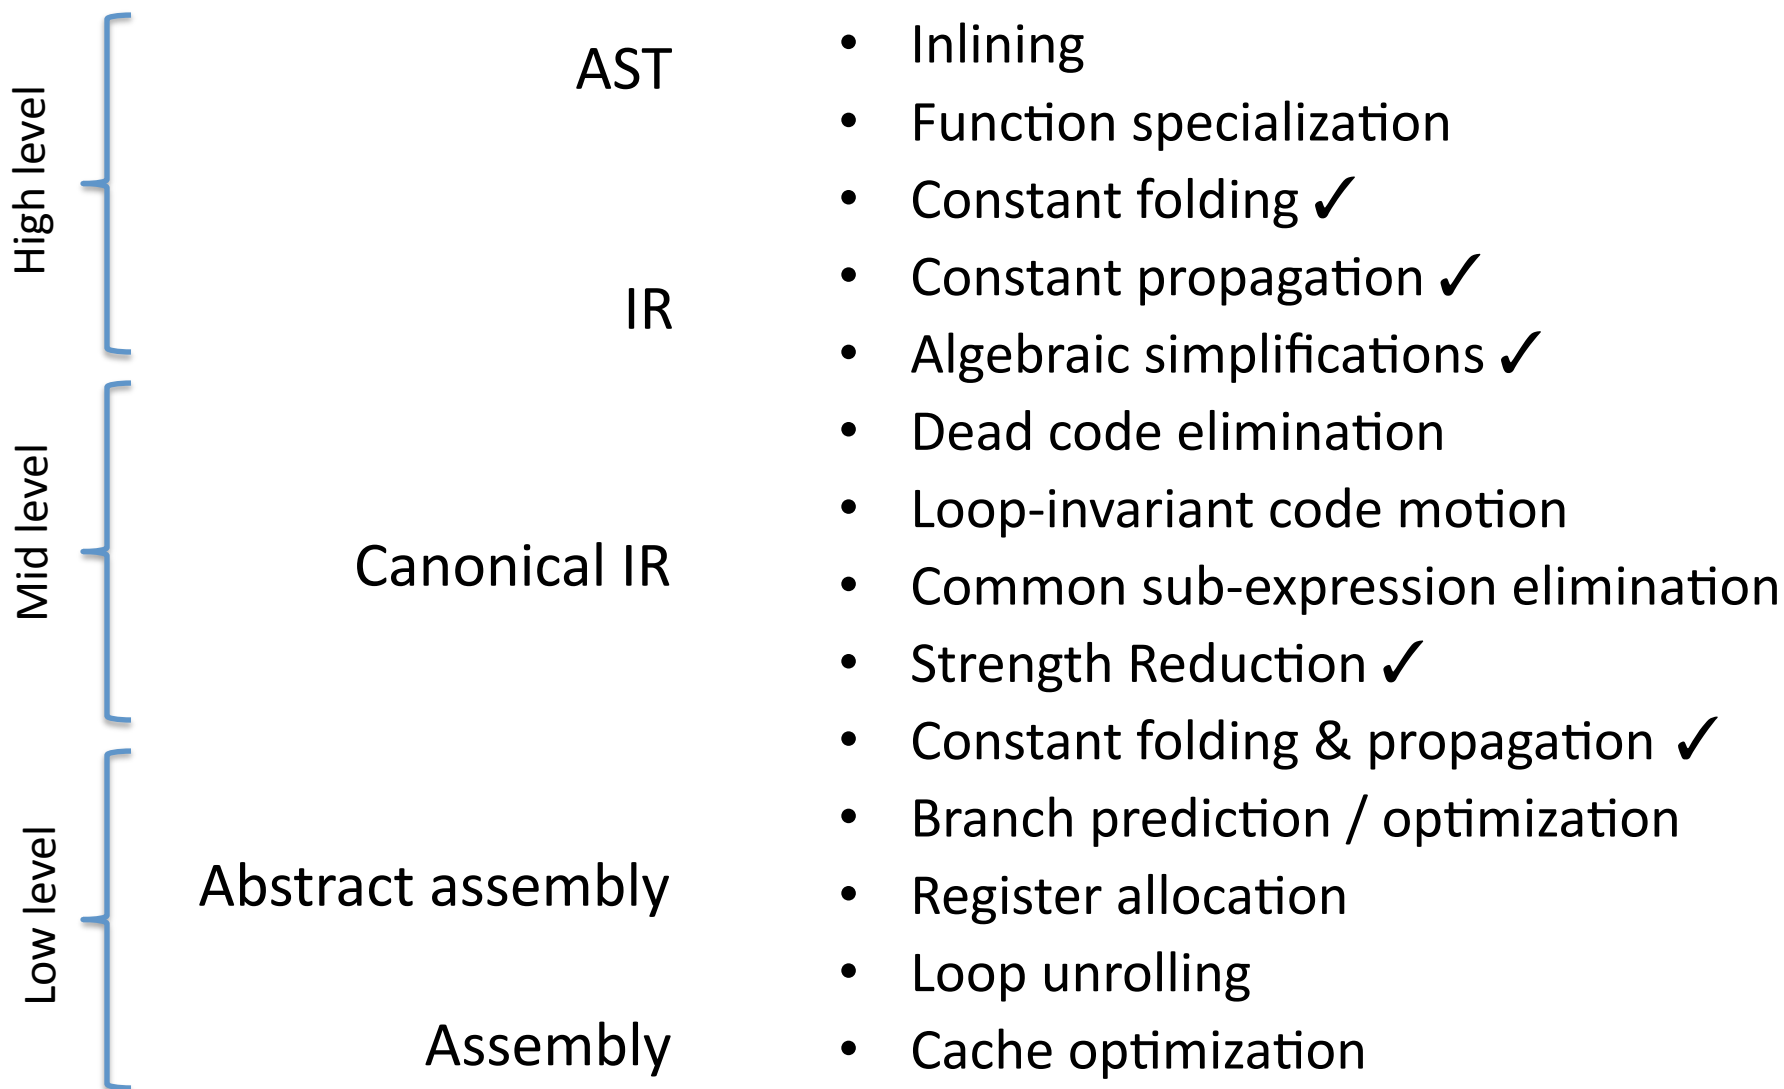 High level
Mid level
Low level
AST
IR
Canonical IR
Abstract assembly
Assembly
• Inlining
• Function specialization
• Constant folding ✓
• Constant propagation ✓
• Algebraic simplifications ✓
• Dead code elimination
• Loop-invariant code motion
• Common sub-expression elimination
• Strength Reduction ✓
• Constant folding & propagation ✓
• Branch prediction / optimization
• Register allocation
• Loop unrolling
• Cache optimization